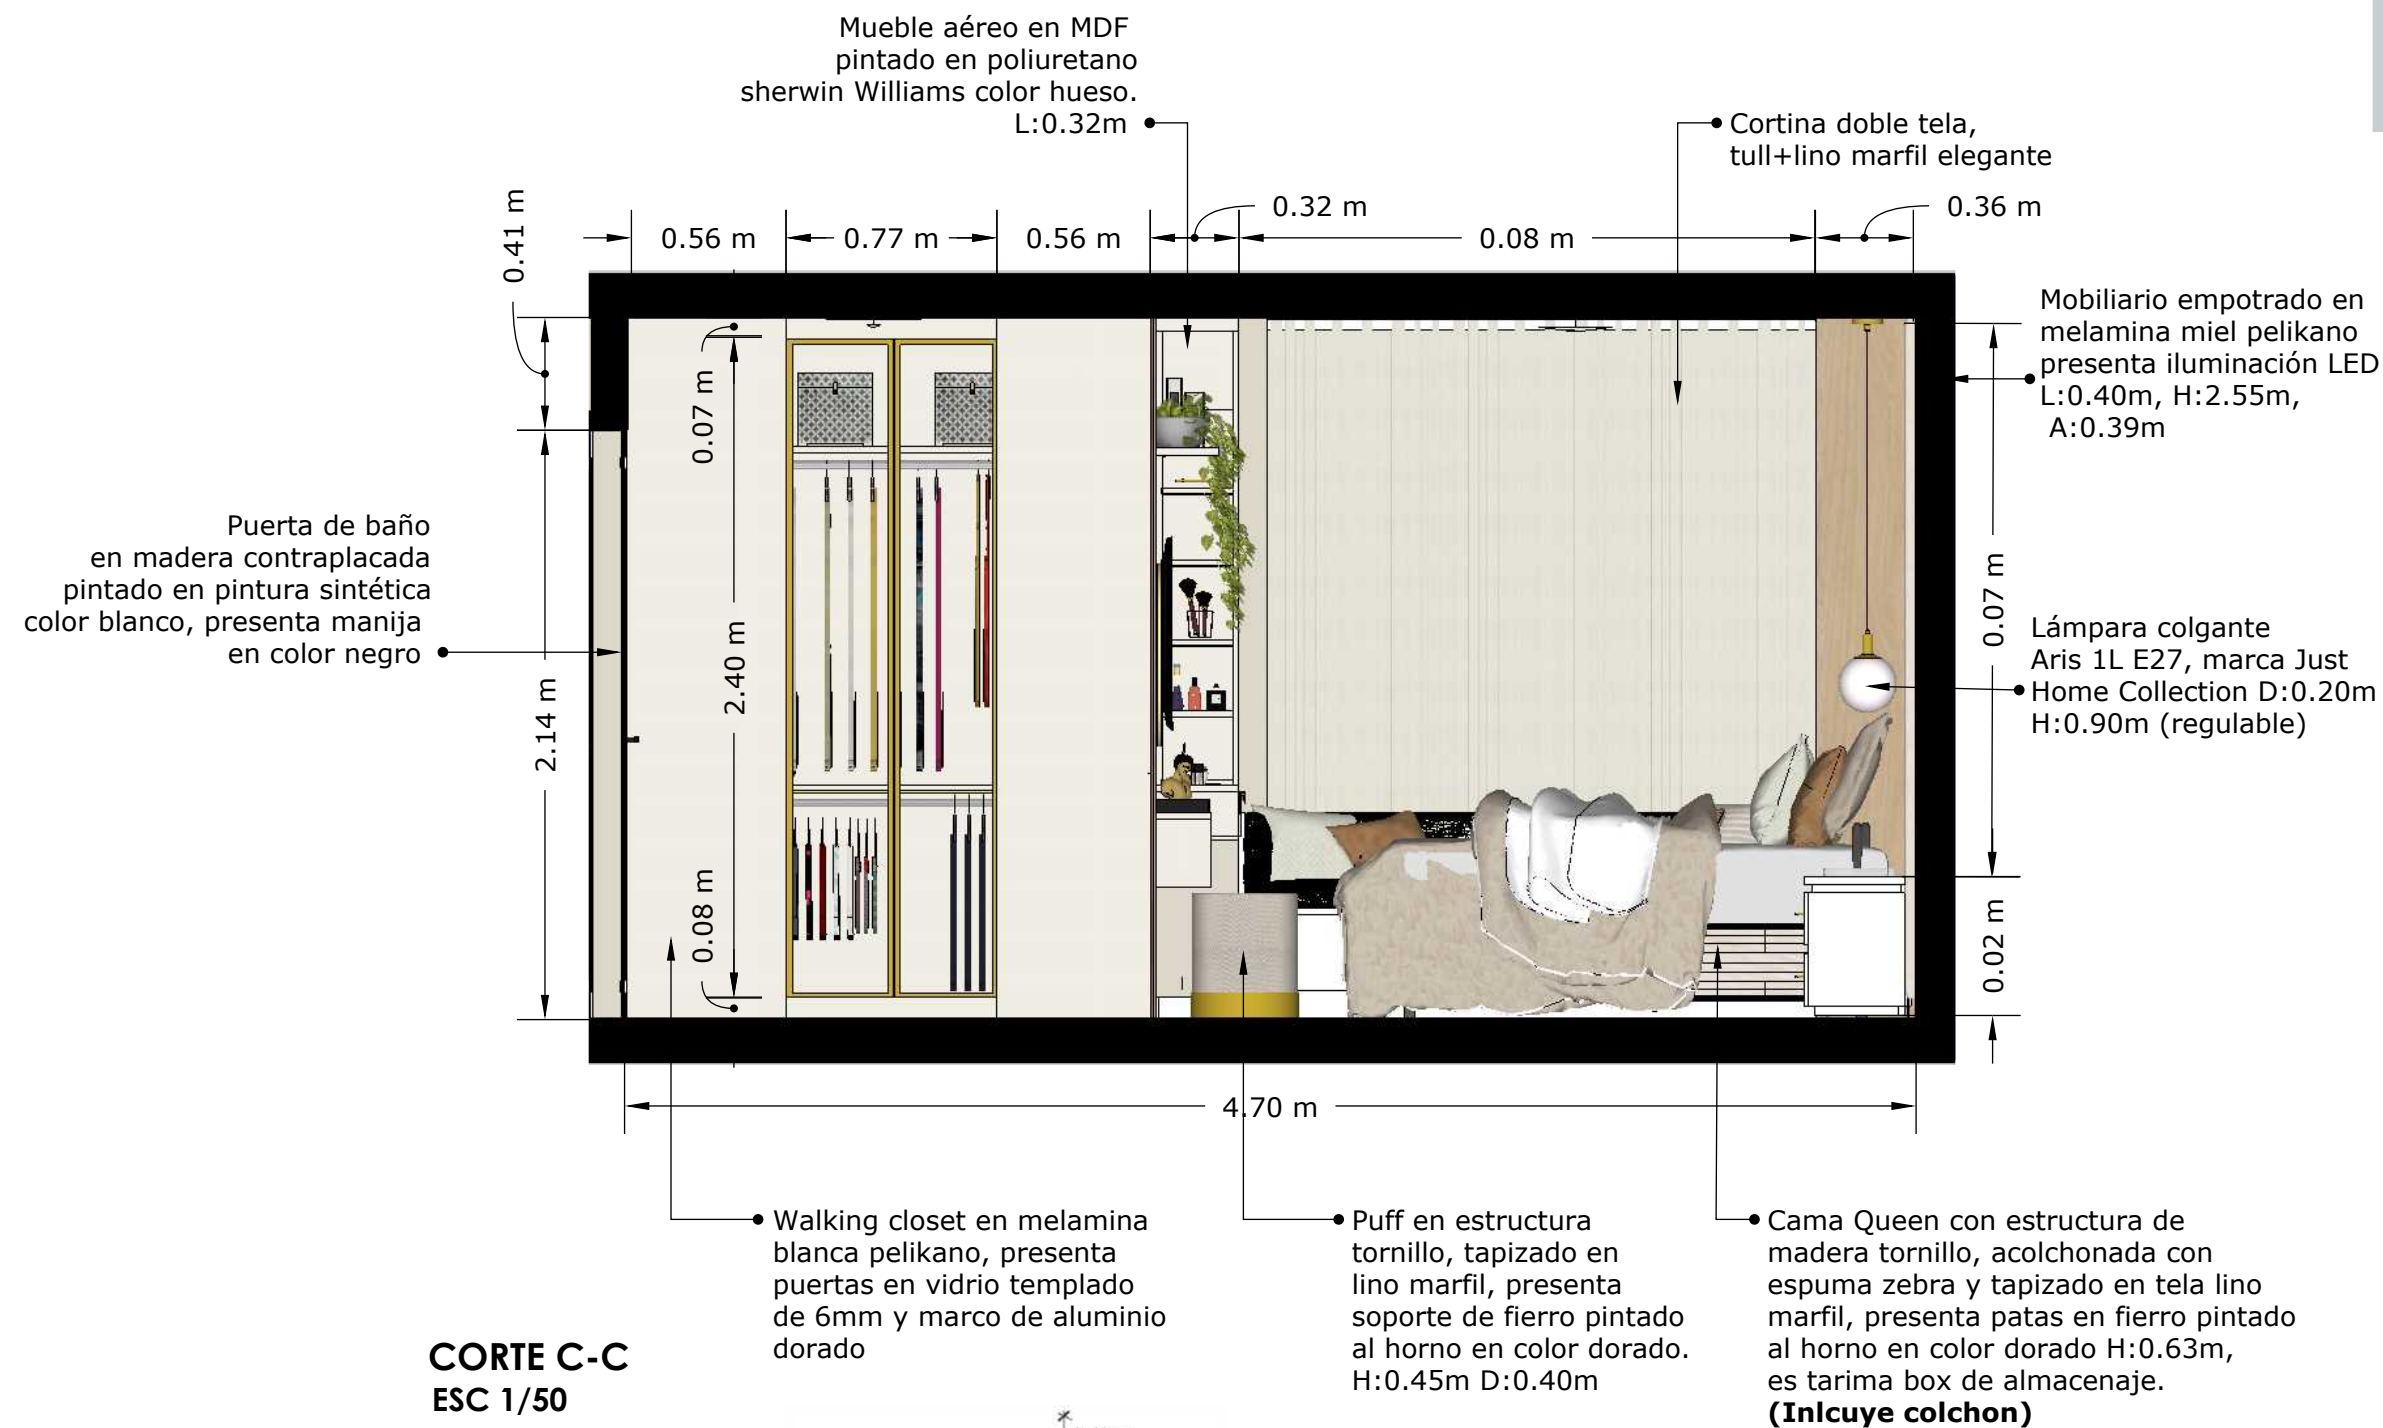 Mueble aéreo en MDF
pintado en poliuretano
sherwin Williams color hueso.
L:0.32m
Cortina doble tela,
tull+lino marfil elegante
0.41 m
0.56 m
0.77 m
0.56 m
0.32 m
0.08 m
0.36 m
Mobiliario empotrado en
melamina miel pelikano
presenta iluminación LED
L:0.40m, H:2.55m,
A:0.39m
0.07 m
Puerta de baño
en madera contraplacada
pintado en pintura sintética
color blanco, presenta manija
en color negro
2.14 m
2.40 m
0.08 m
0.07 m
Lámpara colgante
Aris 1L E27, marca Just
Home Collection D:0.20m
H:0.90m (regulable)
0.02 m
4.70 m
Walking closet en melamina
blanca pelikano, presenta
puertas en vidrio templado
de 6mm y marco de aluminio
dorado
Puff en estructura
tornillo, tapizado en
lino marfil, presenta
soporte de fierro pintado
al horno en color dorado.
H:0.45m D:0.40m
Cama Queen con estructura de
madera tornillo, acolchonada con
espuma zebra y tapizado en tela lino
marfil, presenta patas en fierro pintado
al horno en color dorado H:0.63m,
es tarima box de almacenaje.
(Inlcuye colchon)
CORTE C-C
ESC 1/50